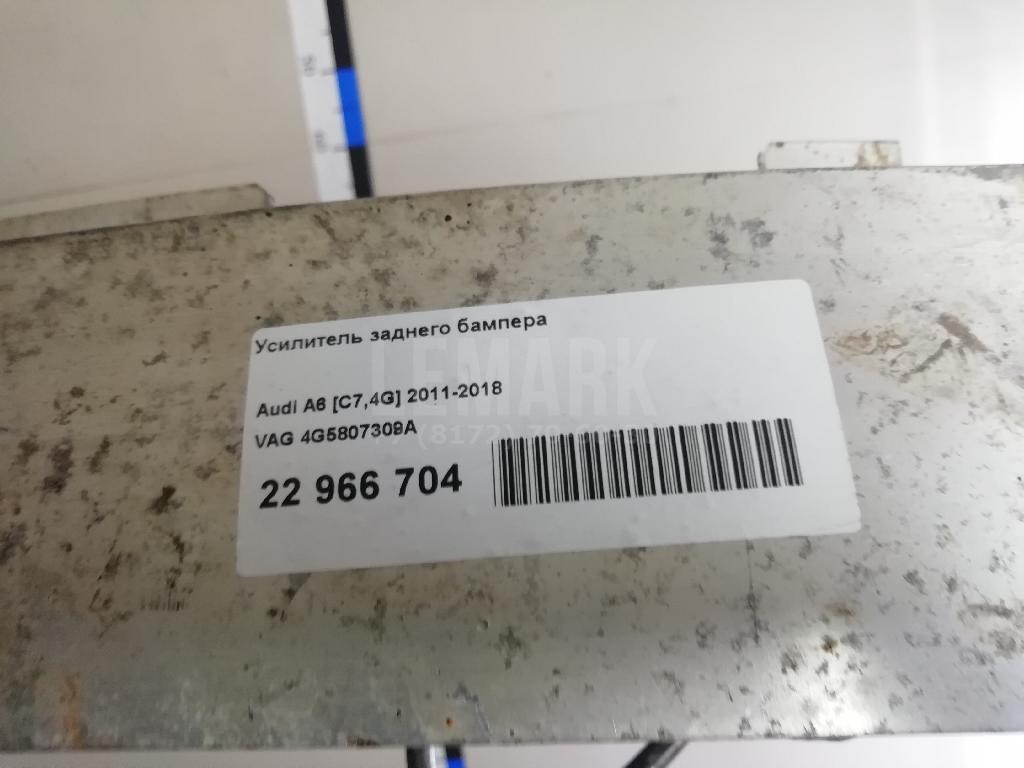 Усилитель заднего бампера
Audi A6 [C7,4G] 2011-2018
VAG 4G5807309A
22 966 704
LEMARK